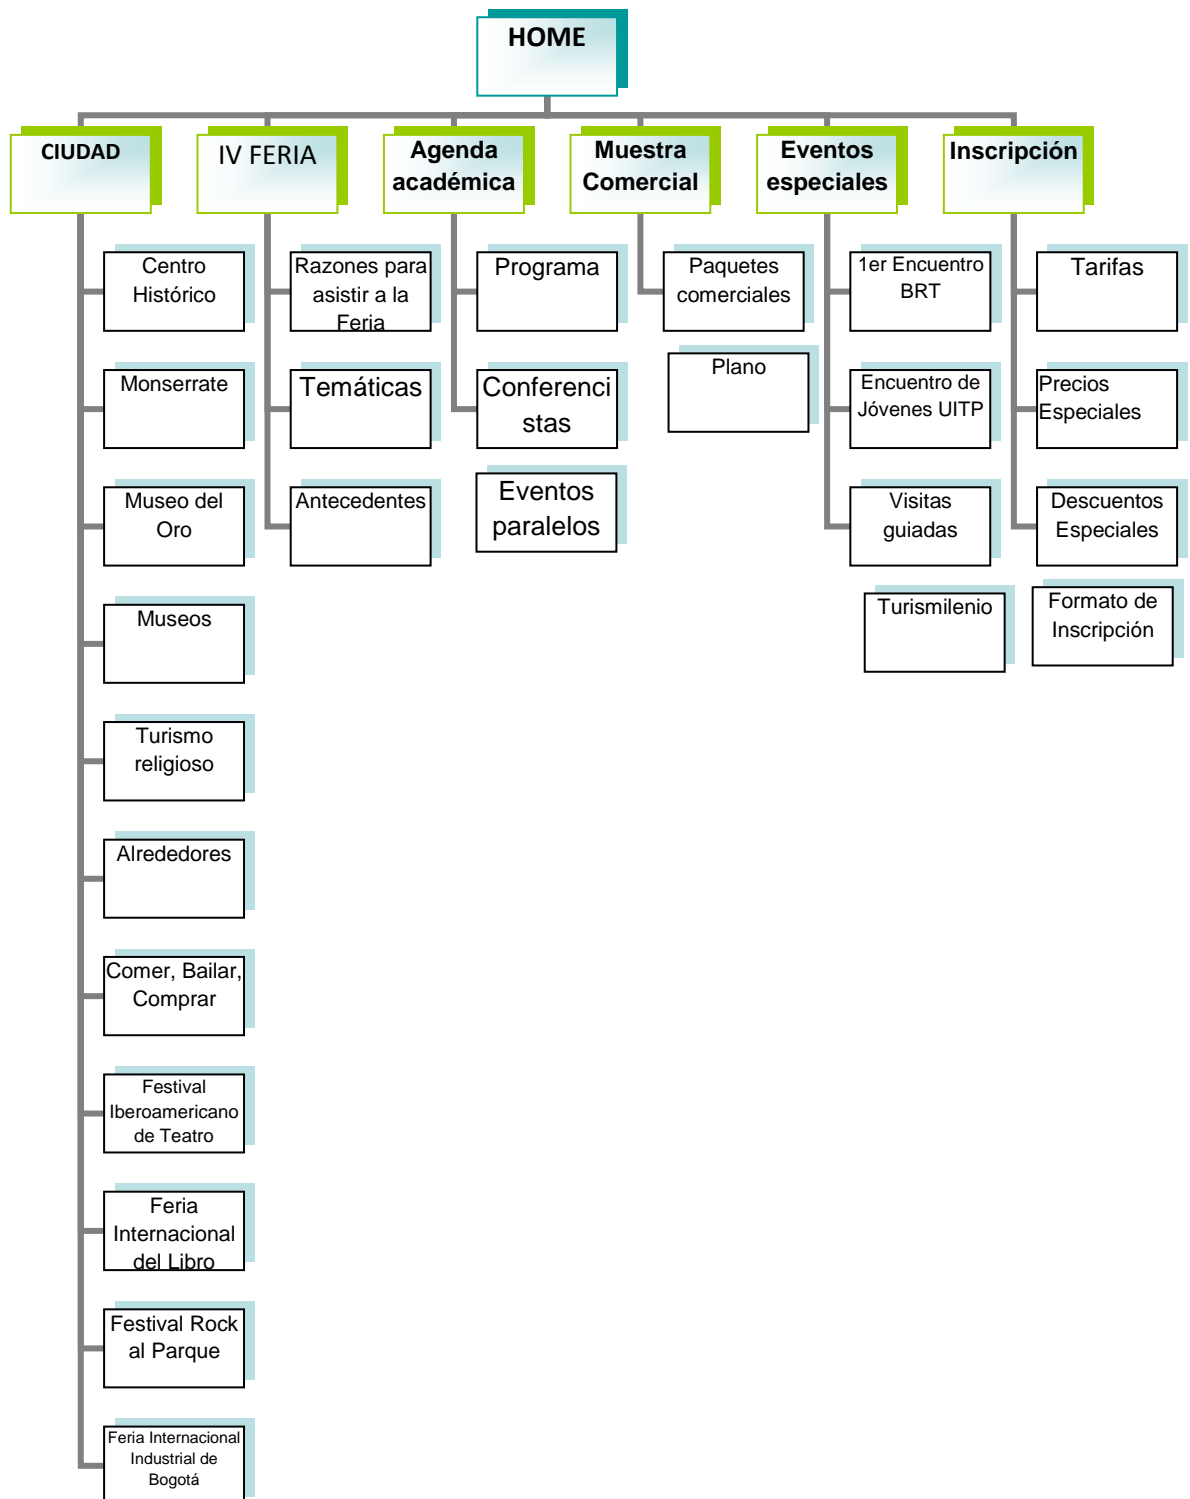 HOME
CIUDAD
IV FERIA
Agenda
académica
Muestra
Comercial
Eventos
especiales
Inscripción
Centro
Histórico
Monserrate
Museo del
Oro
Museos
Turismo
religioso
Alrededores
Comer, Bailar,
Comprar
Festival
Iberoamericano
de Teatro
Feria
Internacional
del Libro
Festival Rock
al Parque
Feria Internacional
Industrial de
Bogotá
Razones para
asistir a la
Feria
Temáticas
Antecedentes
Programa
Conferenci
stas
Eventos
paralelos
Paquetes
comerciales
Plano
1er Encuentro
BRT
Encuentro de
Jóvenes UITP
Visitas
guiadas
Turismilenio
Tarifas
Precios
Especiales
Descuentos
Especiales
Formato de
Inscripción